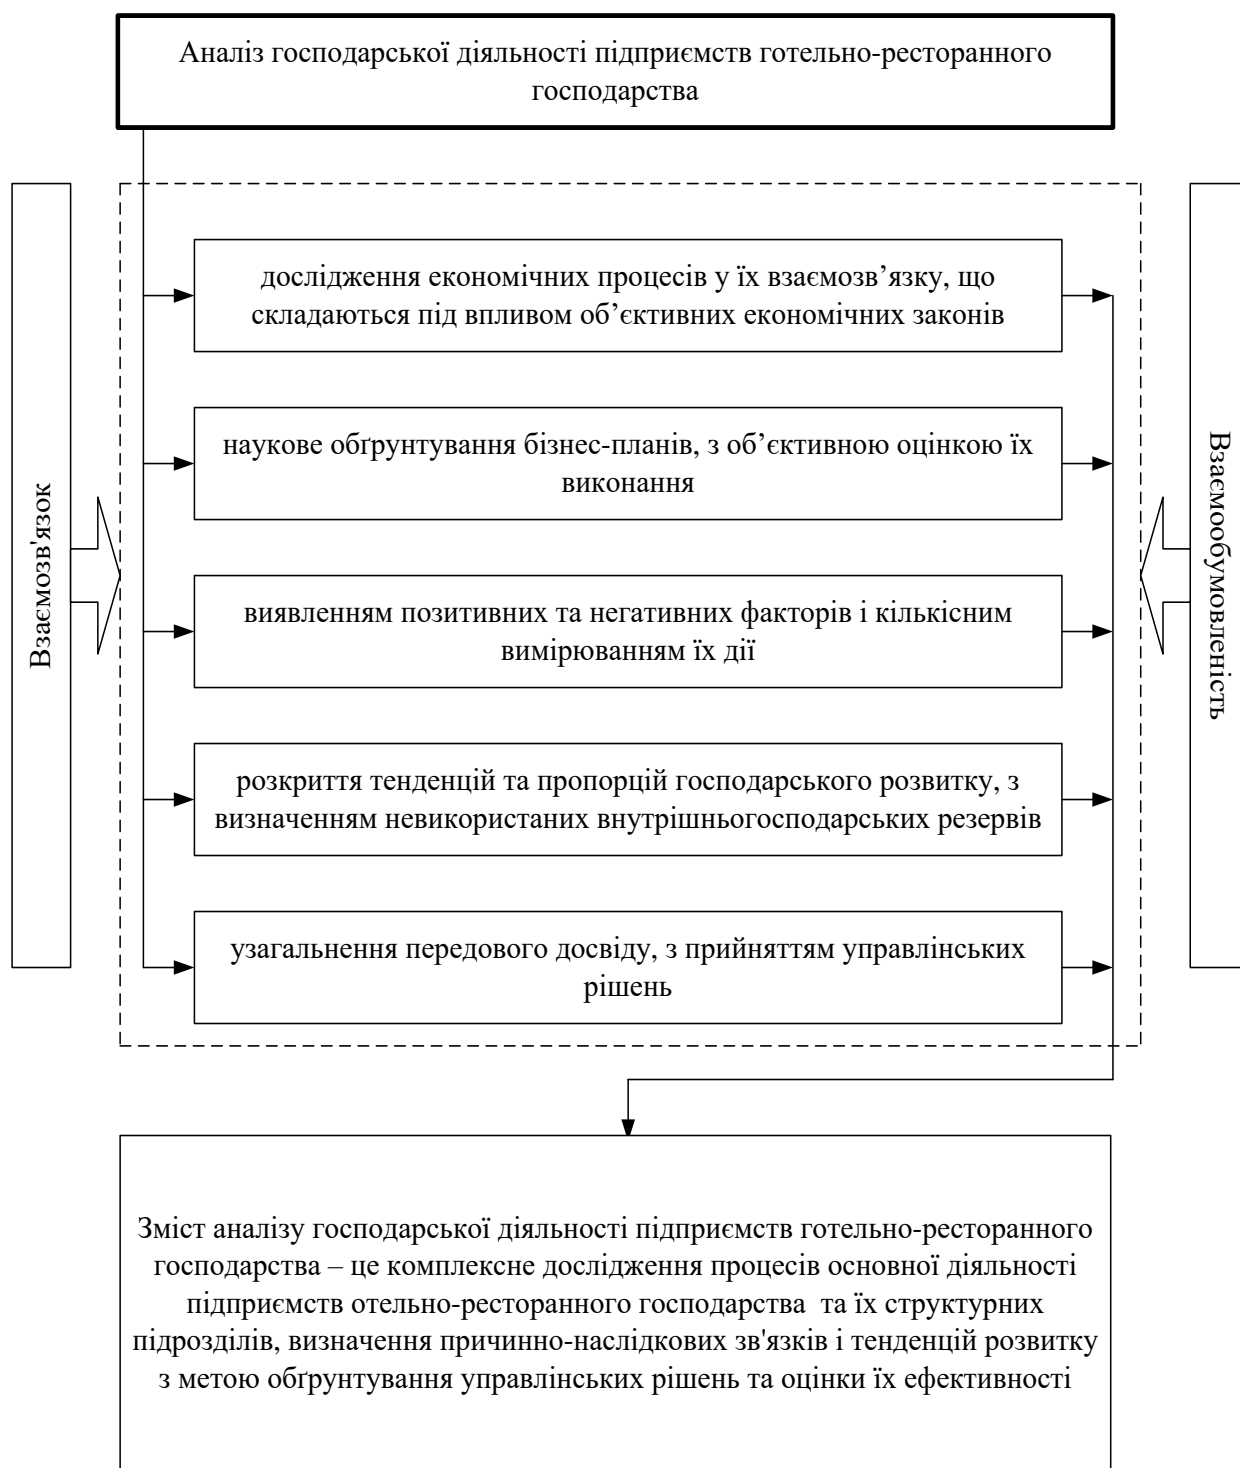 Аналіз господарської діяльності підприємств готельно-ресторанного
господарства
Взаємозв'язок
дослідження економічних процесів у їх взаємозв’язку, що
складаються під впливом об’єктивних економічних законів
наукове обґрунтування бізнес-планів, з об’єктивною оцінкою їх
виконання
виявленням позитивних та негативних факторів і кількісним
вимірюванням їх дії
розкриття тенденцій та пропорцій господарського розвитку, з
визначенням невикористаних внутрішньогосподарських резервів
узагальнення передового досвіду, з прийняттям управлінських
рішень
Взаємообумовленість
Зміст аналізу господарської діяльності підприємств готельно-ресторанного
господарства – це комплексне дослідження процесів основної діяльності
підприємств отельно-ресторанного господарства  та їх структурних
підрозділів, визначення причинно-наслідкових зв'язків і тенденцій розвитку
з метою обґрунтування управлінських рішень та оцінки їх ефективності